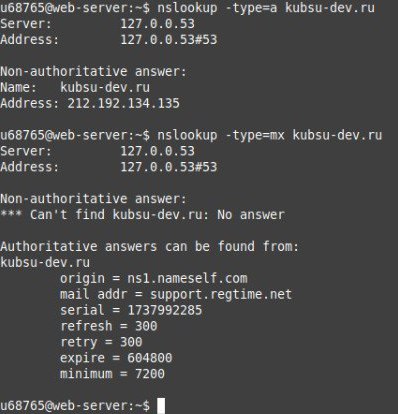 u68765@web-server:~$ nslookup -type=a kubsu-dev.ru
Server:         127.0.0.53
Address:        127.0.0.53#53

Non-authoritative answer:
Name:   kubsu-dev.ru
Address: 212.192.134.135

u68765@web-server:~$ nslookup -type=mx kubsu-dev.ru
Server:         127.0.0.53
Address:        127.0.0.53#53

Non-authoritative answer:
*** Can't find kubsu-dev.ru: No answer

Authoritative answers can be found from:
kubsu-dev.ru
        origin = ns1.nameself.com
        mail addr = support.regtime.net
        serial = 1737992285
        refresh = 300
        retry = 300
        expire = 604800
        minimum = 7200

u68765@web-server:~$